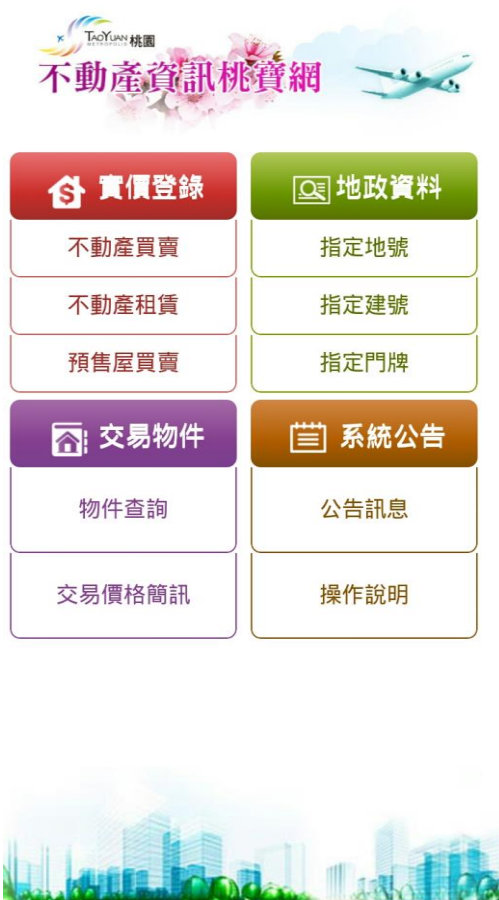 TAOYUAN 桃園
METROPOLIS
不動產資訊桃寶網
實價登錄
不動產買賣
不動產租賃
預售屋買賣
地政資料
指定地號
指定建號
指定門牌
交易物件
物件查詢
交易價格簡訊
系統公告
公告訊息
操作說明